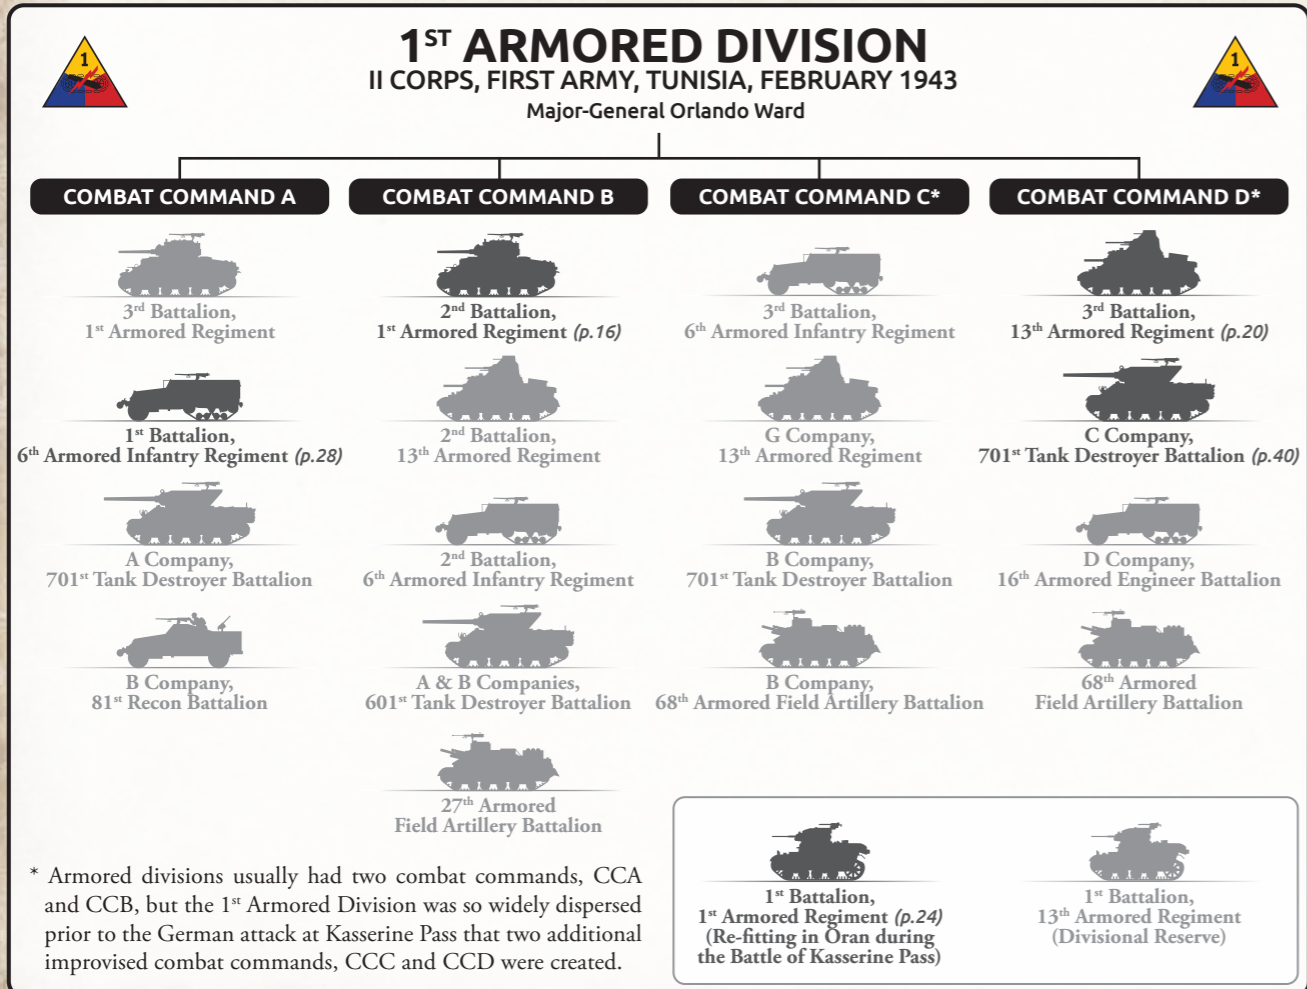 1
1
1ST ARMORED DIVISION
II CORPS, FIRST ARMY, TUNISIA, FEBRUARY 1943
Major-General Orlando Ward
COMBAT COMMAND A
3rd Battalion,
1st Armored Regiment
1st Battalion,
6th Armored Infantry Regiment (p.28)
A Company,
701st Tank Destroyer Battalion
B Company,
81st Recon Battalion
COMBAT COMMAND B
2nd Battalion,
1st Armored Regiment (p.16)
2nd Battalion,
13th Armored Regiment
2nd Battalion,
6th Armored Infantry Regiment
A & B Companies,
601st Tank Destroyer Battalion
27th Armored
Field Artillery Battalion
COMBAT COMMAND C*
3rd Battalion,
6th Armored Infantry Regiment
G Company,
13th Armored Regiment
B Company,
701st Tank Destroyer Battalion
B Company,
68th Armored Field Artillery Battalion
COMBAT COMMAND D*
3rd Battalion,
13th Armored Regiment (p.20)
C Company,
701st Tank Destroyer Battalion (p.40)
D Company,
16th Armored Engineer Battalion
68th Armored
Field Artillery Battalion
1st Battalion,
1st Armored Regiment (p.24)
(Re-fitting in Oran during
the Battle of Kasserine Pass)
1st Battalion,
13th Armored Regiment
(Divisional Reserve)
* Armored divisions usually had two combat commands, CCA
and CCB, but the 1st Armored Division was so widely dispersed
prior to the German attack at Kasserine Pass that two additional
improvised combat commands, CCC and CCD were created.